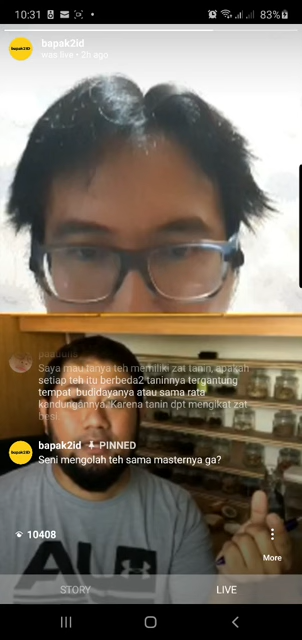 10:31
83%
bapak2ID
bapak2id
was live • 2h ago
Saya mau tanya teh memiliki zat tanin, apakah
setiap teh itu berbeda2 taninnya tergantung
tempat budidayanya atau sama rata
kandungannya. Karena tanin dpt mengikat zat
besi.
bapak2ID
bapak2id PINNED
Seni mengolah teh sama masternya ga?
10408
More
STORY
LIVE